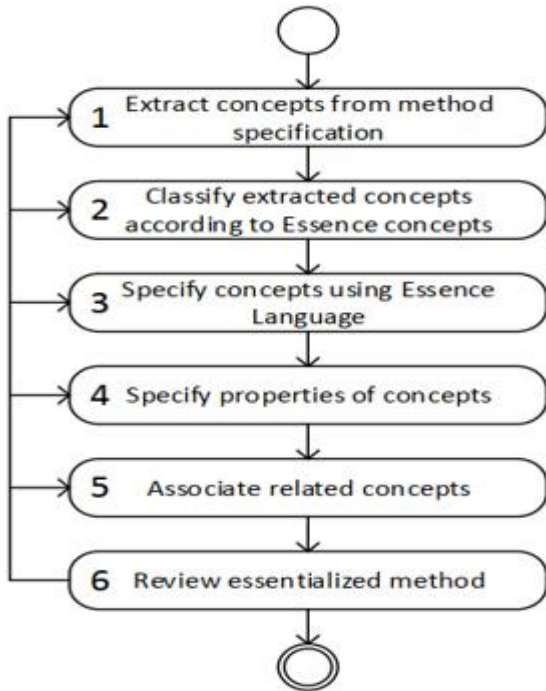 1 Extract concepts from method
specification
2 Classify extracted concepts
according to Essence concepts
3 Specify concepts using Essence
Language
4 Specify properties of concepts
5 Associate related concepts
6 Review essentialized method